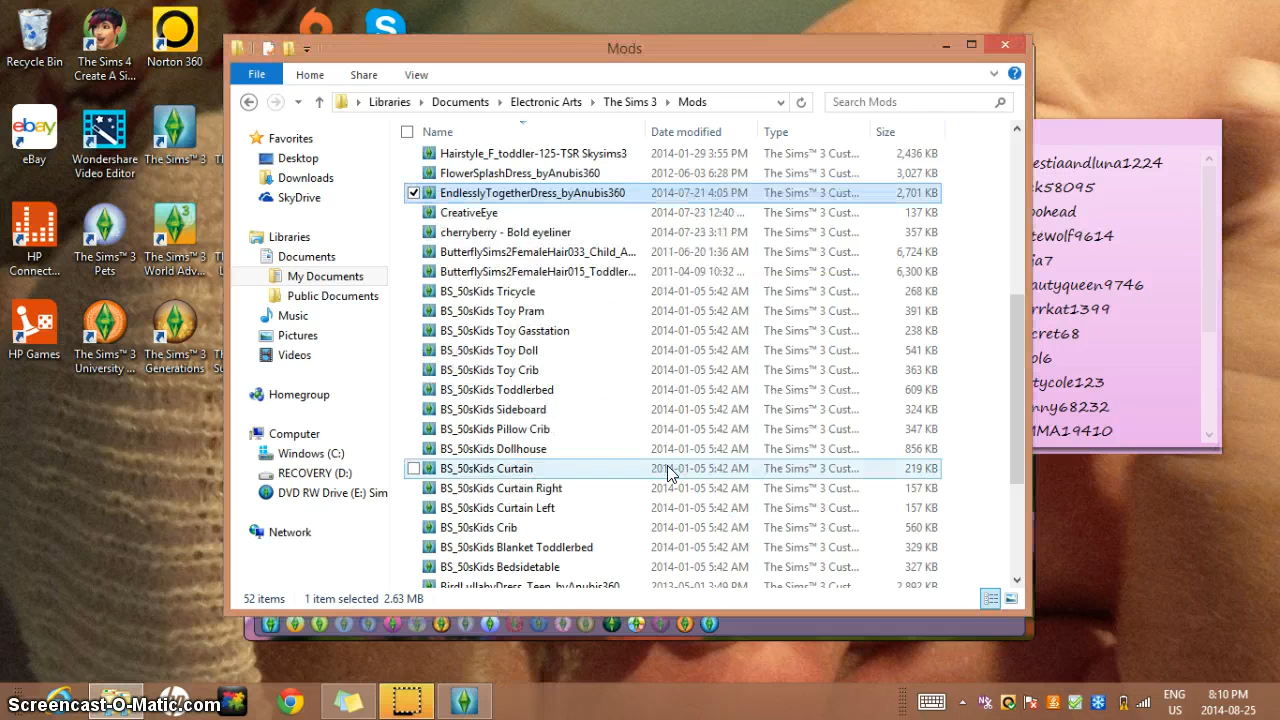 Recycle Bin
The Sims 4
Create A Si...
Norton 360
eBay
Wondershare
Video Editor
The Sims™ 3
HP
Connect...
The Sims™ 3
Pets
The Sims™ 3
World Adv...
HP Games
The Sims™ 3
University ...
The Sims™ 3
Generations
Mods
File
Home
Share
View
Libraries
Documents
Electronic Arts
The Sims 3
Mods
Search Mods
Favorites
Desktop
Downloads
SkyDrive
Libraries
Documents
My Documents
Public Documents
Music
Pictures
Videos
Homegroup
Computer
Windows (C:)
RECOVERY (D:)
DVD RW Drive (E:) Sim
Network
Name Date modified Type Size
Hairstyle_F_toddler-125-TSR Skysims3 2014-01-29 3:55 PM The Sims™ 3 Cust... 2,436 KB
FlowerSplashDress_byAnubis360 2012-06-03 6:28 PM The Sims™ 3 Cust... 3,027 KB
EndlesslyTogetherDress_byAnubis360 2014-07-21 4:05 PM The Sims™ 3 Cust... 2,701 KB
CreativeEye 2014-07-23 12:40 ... The Sims™ 3 Cust... 137 KB
cherryberry - Bold eyeliner 2014-07-23 3:11 PM The Sims™ 3 Cust... 357 KB
ButterflySims2FemaleHair033_Child_A... 2011-06-20 1:36 AM The Sims™ 3 Cust... 6,724 KB
ButterflySims2FemaleHair015_Toddler... 2011-04-09 10:32 ... The Sims™ 3 Cust... 6,300 KB
BS_50sKids Tricycle 2014-01-05 5:42 AM The Sims™ 3 Cust... 268 KB
BS_50sKids Toy Pram 2014-01-05 5:42 AM The Sims™ 3 Cust... 391 KB
BS_50sKids Toy Gasstation 2014-01-05 5:42 AM The Sims™ 3 Cust... 238 KB
BS_50sKids Toy Doll 2014-01-05 5:42 AM The Sims™ 3 Cust... 541 KB
BS_50sKids Toy Crib 2014-01-05 5:42 AM The Sims™ 3 Cust... 363 KB
BS_50sKids Toddlerbed 2014-01-05 5:42 AM The Sims™ 3 Cust... 609 KB
BS_50sKids Sideboard 2014-01-05 5:42 AM The Sims™ 3 Cust... 324 KB
BS_50sKids Pillow Crib 2014-01-05 5:42 AM The Sims™ 3 Cust... 347 KB
BS_50sKids Dollhouse 2014-01-05 5:42 AM The Sims™ 3 Cust... 856 KB
BS_50sKids Curtain 2014-01-05 5:42 AM The Sims™ 3 Cust... 219 KB
BS_50sKids Curtain Right 2014-01-05 5:42 AM The Sims™ 3 Cust... 157 KB
BS_50sKids Curtain Left 2014-01-05 5:42 AM The Sims™ 3 Cust... 157 KB
BS_50sKids Crib 2014-01-05 5:42 AM The Sims™ 3 Cust... 560 KB
BS_50sKids Blanket Toddlerbed 2014-01-05 5:42 AM The Sims™ 3 Cust... 329 KB
BS_50sKids Bedsidetable 2014-01-05 5:42 AM The Sims™ 3 Cust... 327 KB
BirdLullabyDress_Teen_byAnubis360 2013-05-01 3:49 PM The Sims™ 3 Cust... 2,892 KB
52 items 1 item selected 2.63 MB
estiaandluna1224
k58095
ohead
tewolf9614
ia7
autyqueen9746
rrkat1399
cret68
ol6
tycole123
nny68232
MMA19410
Screencast-O-Matic.com
ENG
US
8:10 PM
2014-08-25